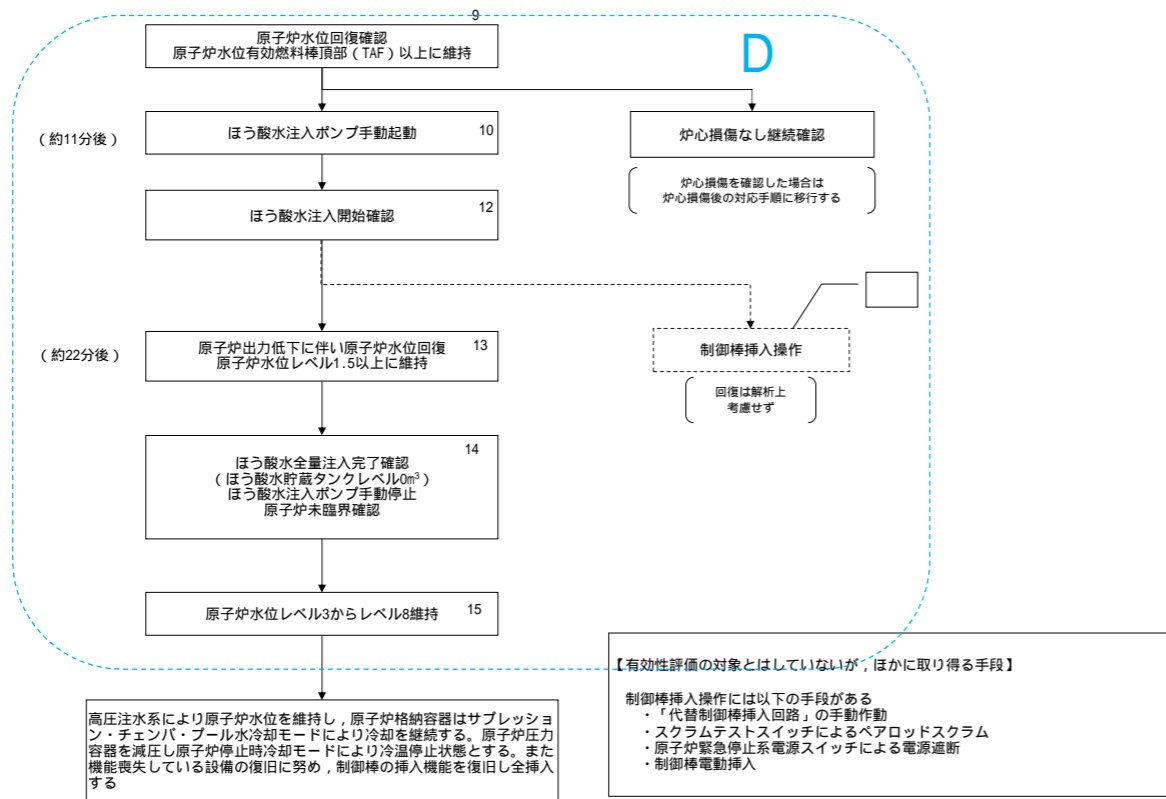 9
原子炉水位回復確認
原子炉水位有効燃料棒頂部（TAF）以上に維持
D
（約11分後）
ほう酸水注入ポンプ手動起動
10
炉心損傷なし継続確認
炉心損傷を確認した場合は
炉心損傷後の対応手順に移行する
ほう酸水注入開始確認
12
（約22分後）
原子炉出力低下に伴い原子炉水位回復
原子炉水位レベル1.5以上に維持
13
制御棒挿入操作
回復は解析上
考慮せず
14
ほう酸水全量注入完了確認
（ほう酸水貯蔵タンクレベル0m³）
ほう酸水注入ポンプ手動停止
原子炉未臨界確認
原子炉水位レベル3からレベル8維持
15
高圧注水系により原子炉水位を維持し，原子炉格納容器はサプレッショ
ン・チェンバ・プール水冷却モードにより冷却を継続する。原子炉圧力
容器を減圧し原子炉停止時冷却モードにより冷温停止状態とする。また
機能喪失している設備の復旧に努め，制御棒の挿入機能を復旧し全挿入
する
【有効性評価の対象とはしていないが，ほかに取り得る手段】
制御棒挿入操作には以下の手段がある
・「代替制御棒挿入回路」の手動作動
・スクラムテストスイッチによるペアロッドスクラム
・原子炉緊急停止系電源スイッチによる電源遮断
・制御棒電動挿入